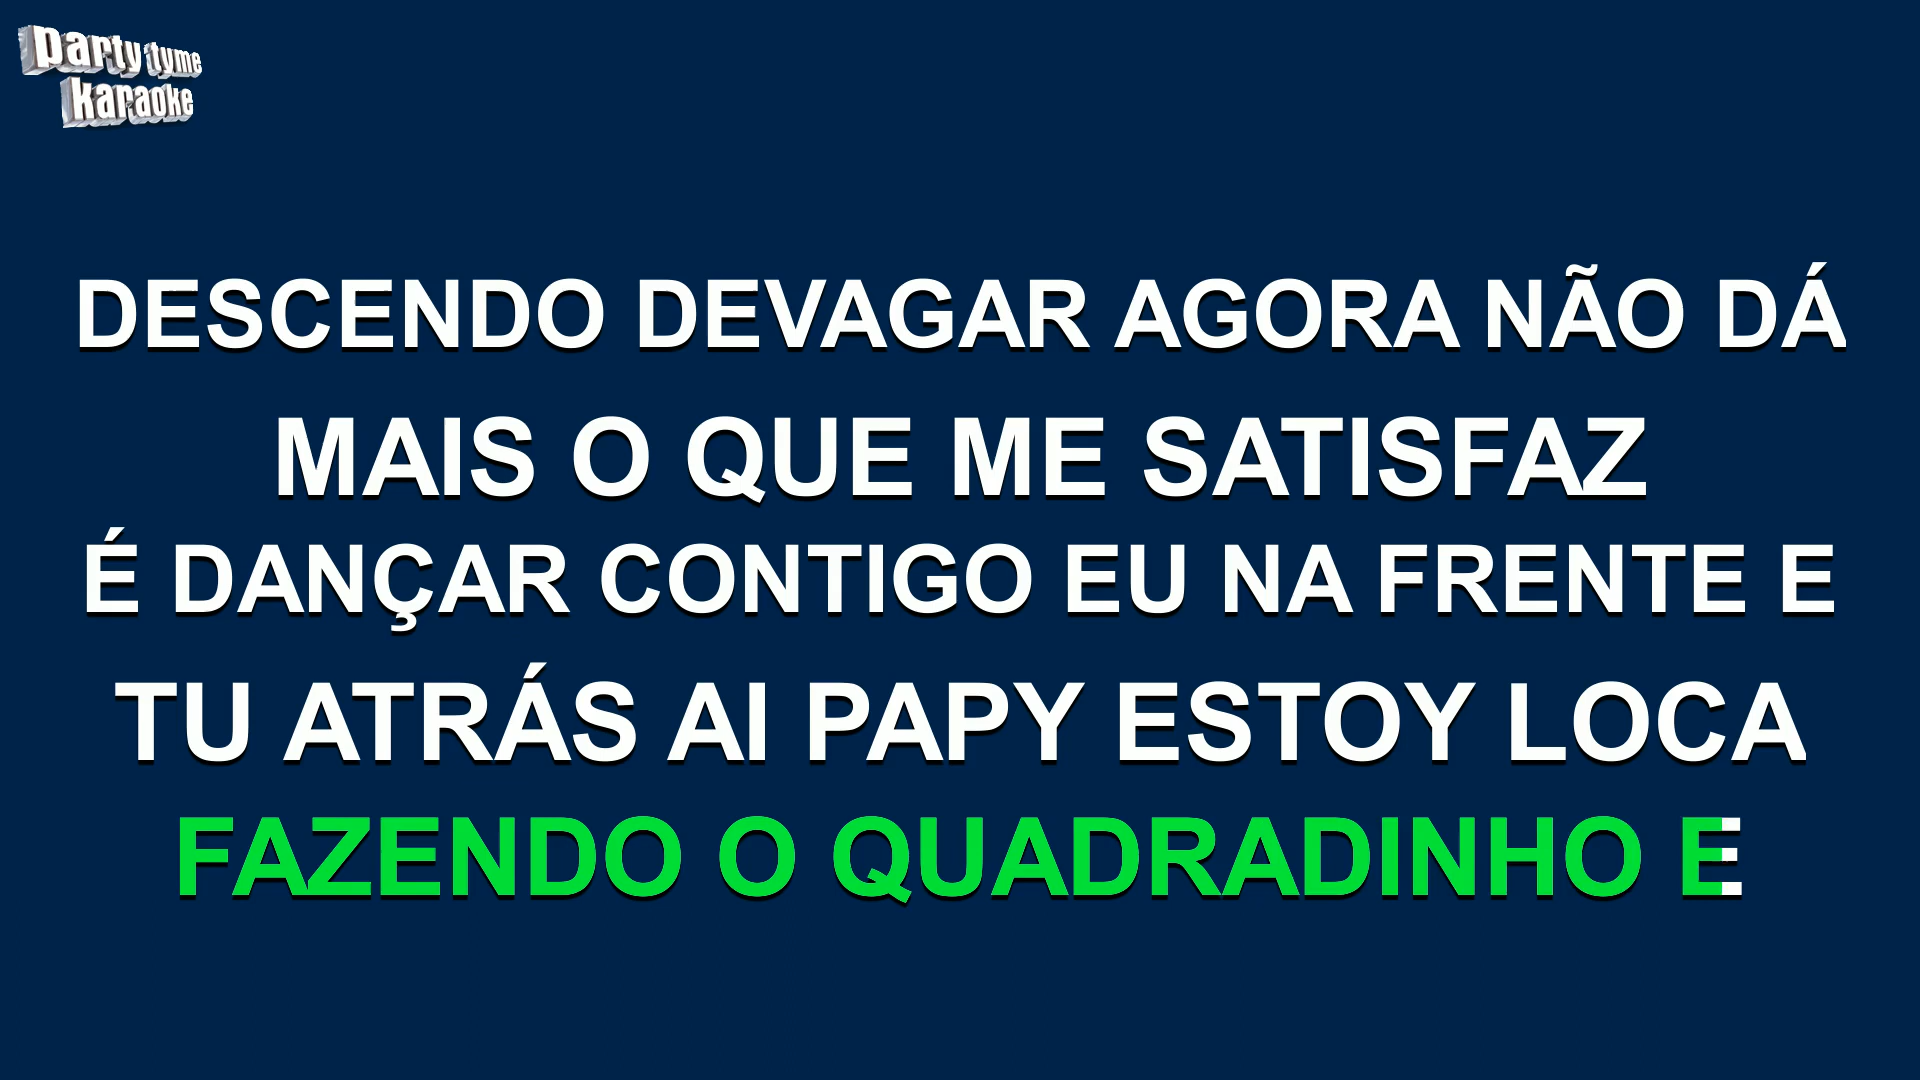 party tyme
karaoke
DESCENDO DEVAGAR AGORA NÃO DÁ
MAIS O QUE ME SATISFAZ
É DANÇAR CONTIGO EU NA FRENTE E
TU ATRÁS AI PAPY ESTOY LOCA
FAZENDO O QUADRADINHO E